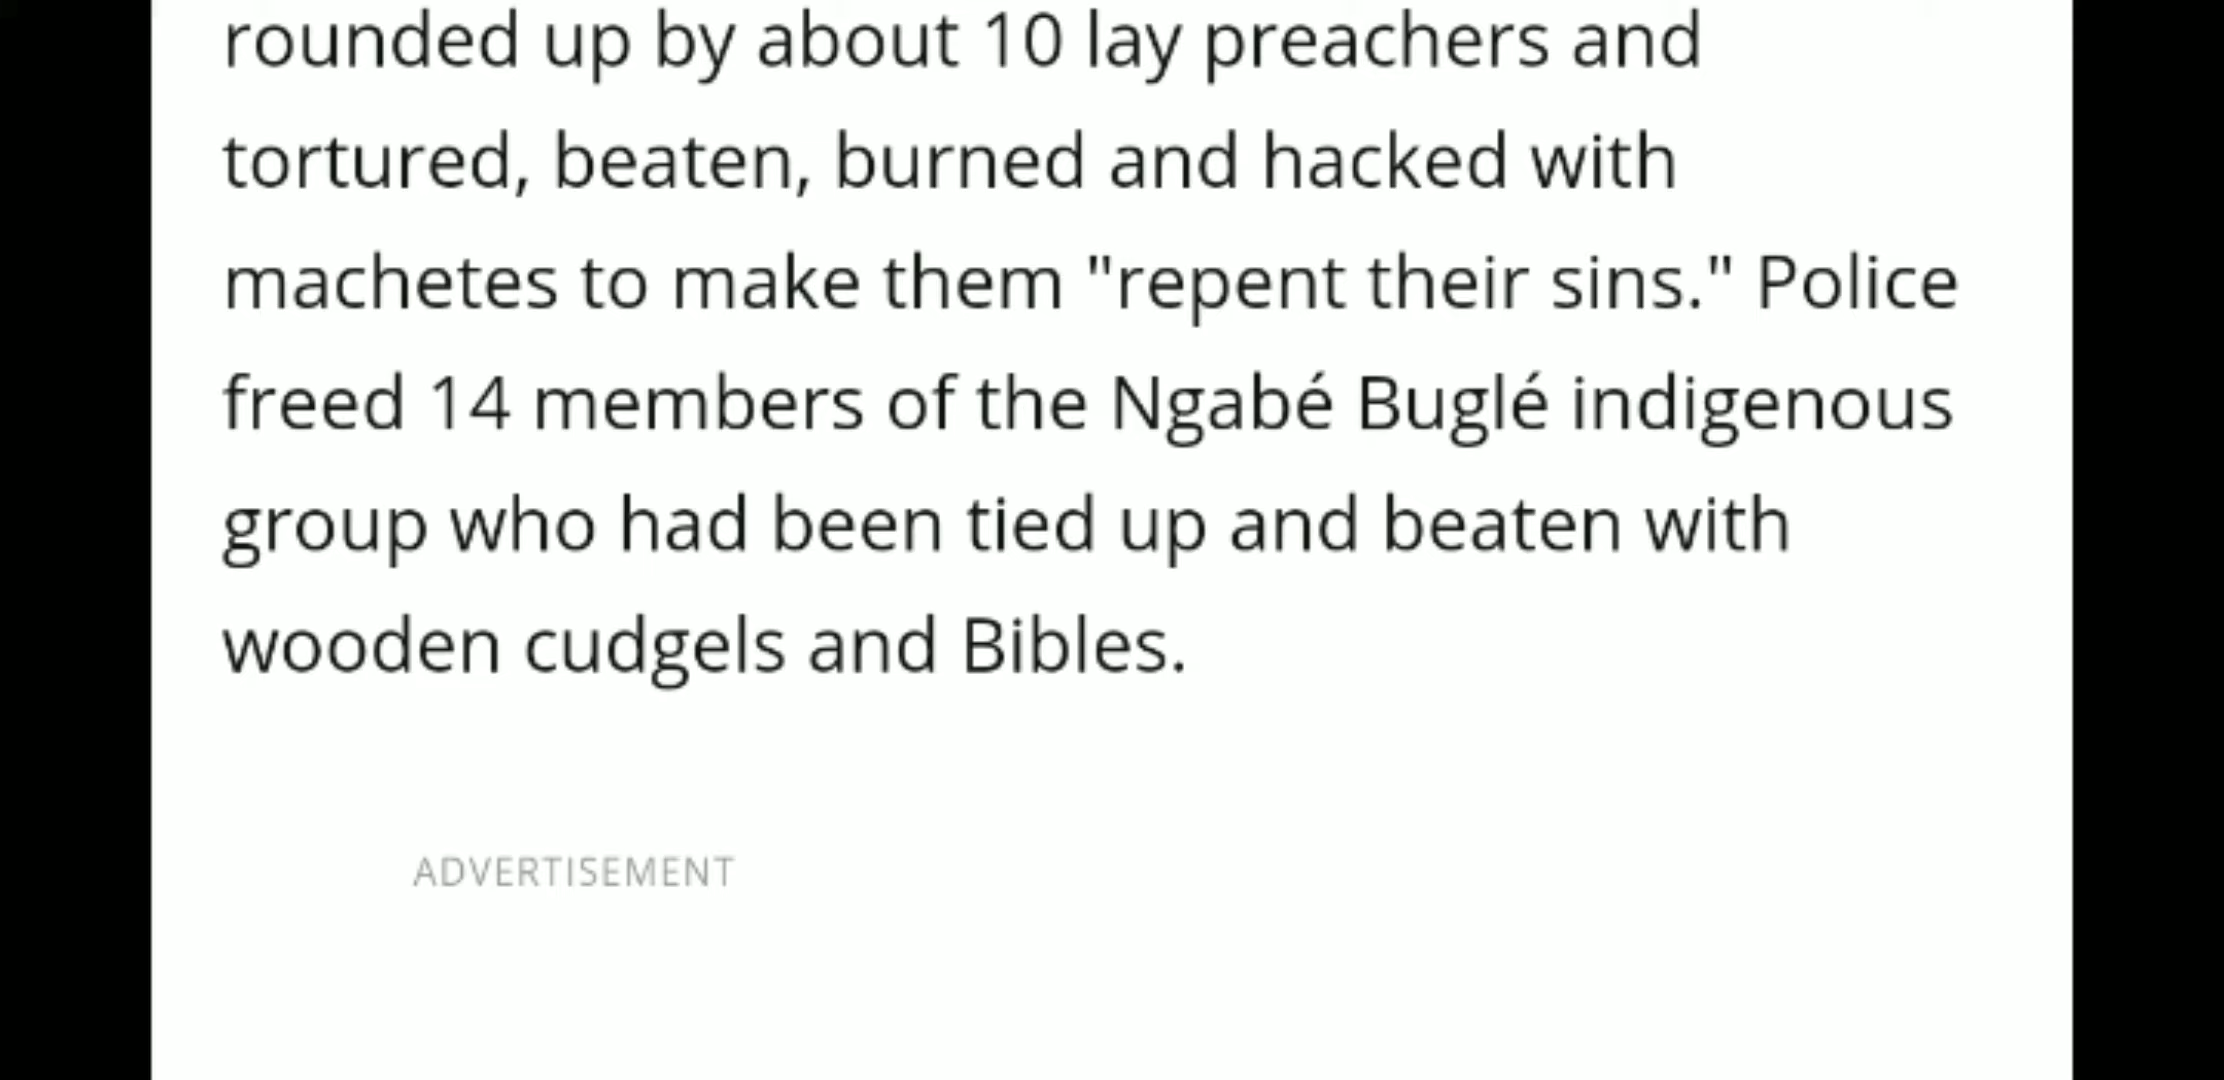 rounded up by about 10 lay preachers and
tortured, beaten, burned and hacked with
machetes to make them "repent their sins." Police
freed 14 members of the Ngabé Buglé indigenous
group who had been tied up and beaten with
wooden cudgels and Bibles.
ADVERTISEMENT